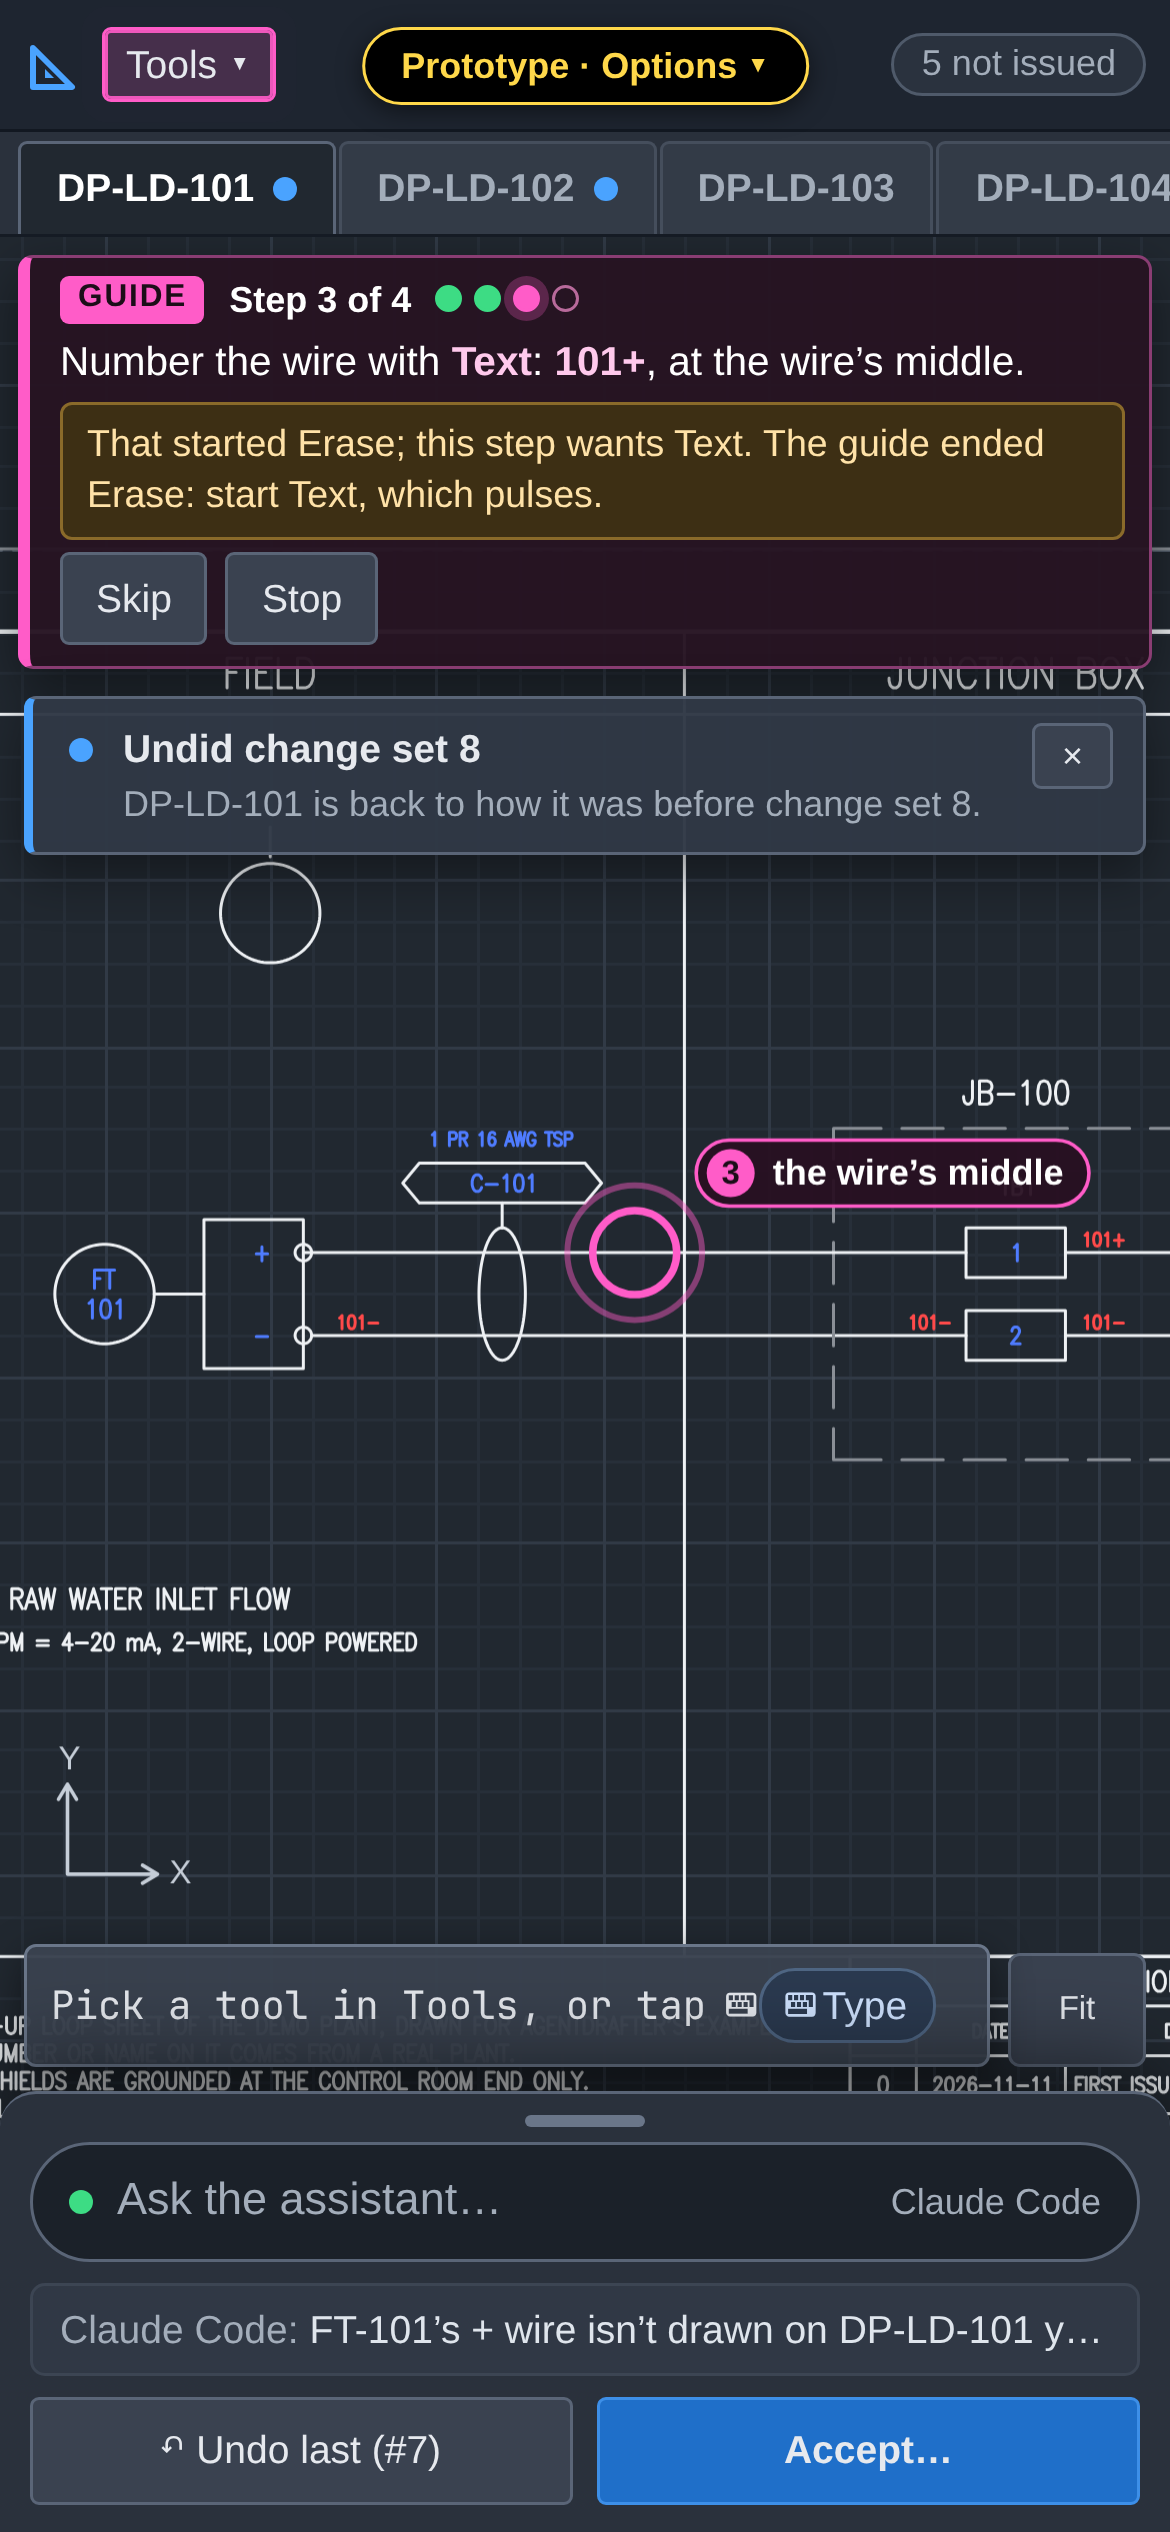 Tools ▼
Prototype · Options ▼
5 not issued
DP-LD-101
DP-LD-102
DP-LD-103
DP-LD-104
GUIDE Step 3 of 4
Number the wire with Text: 101+, at the wire’s middle.
That started Erase; this step wants Text. The guide ended
Erase: start Text, which pulses.
Skip
Stop
FIELD
JUNCTION BOX
Undid change set 8
×
DP-LD-101 is back to how it was before change set 8.
JB-100
1 PR 16 AWG TSP
C-101
3 the wire’s middle
+
1
101+
FT
101
−
101-
101-
2
101-
RAW WATER INLET FLOW
PM = 4-20 mA, 2-WIRE, LOOP POWERED
Y
X
Pick a tool in Tools, or tap ⌨
⌨ Type
Fit
HIELDS ARE GROUNDED AT THE CONTROL ROOM END ONLY.
0
2026-11-11
FIRST ISSU
Ask the assistant…
Claude Code
Claude Code: FT-101’s + wire isn’t drawn on DP-LD-101 y…
↶ Undo last (#7)
Accept…